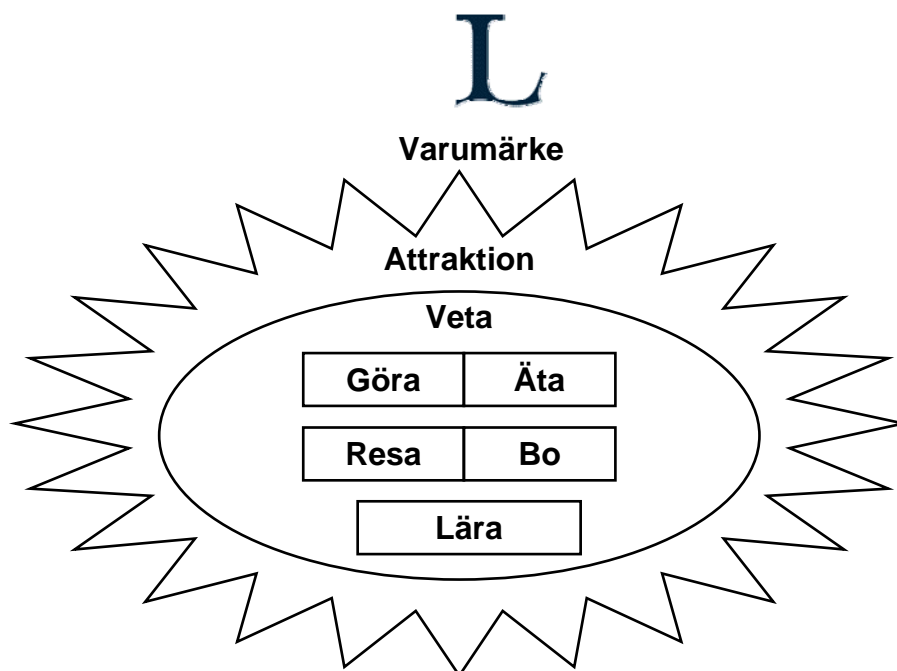 L
Varumärke
Attraktion
Veta
Göra Äta
Resa Bo
Lära